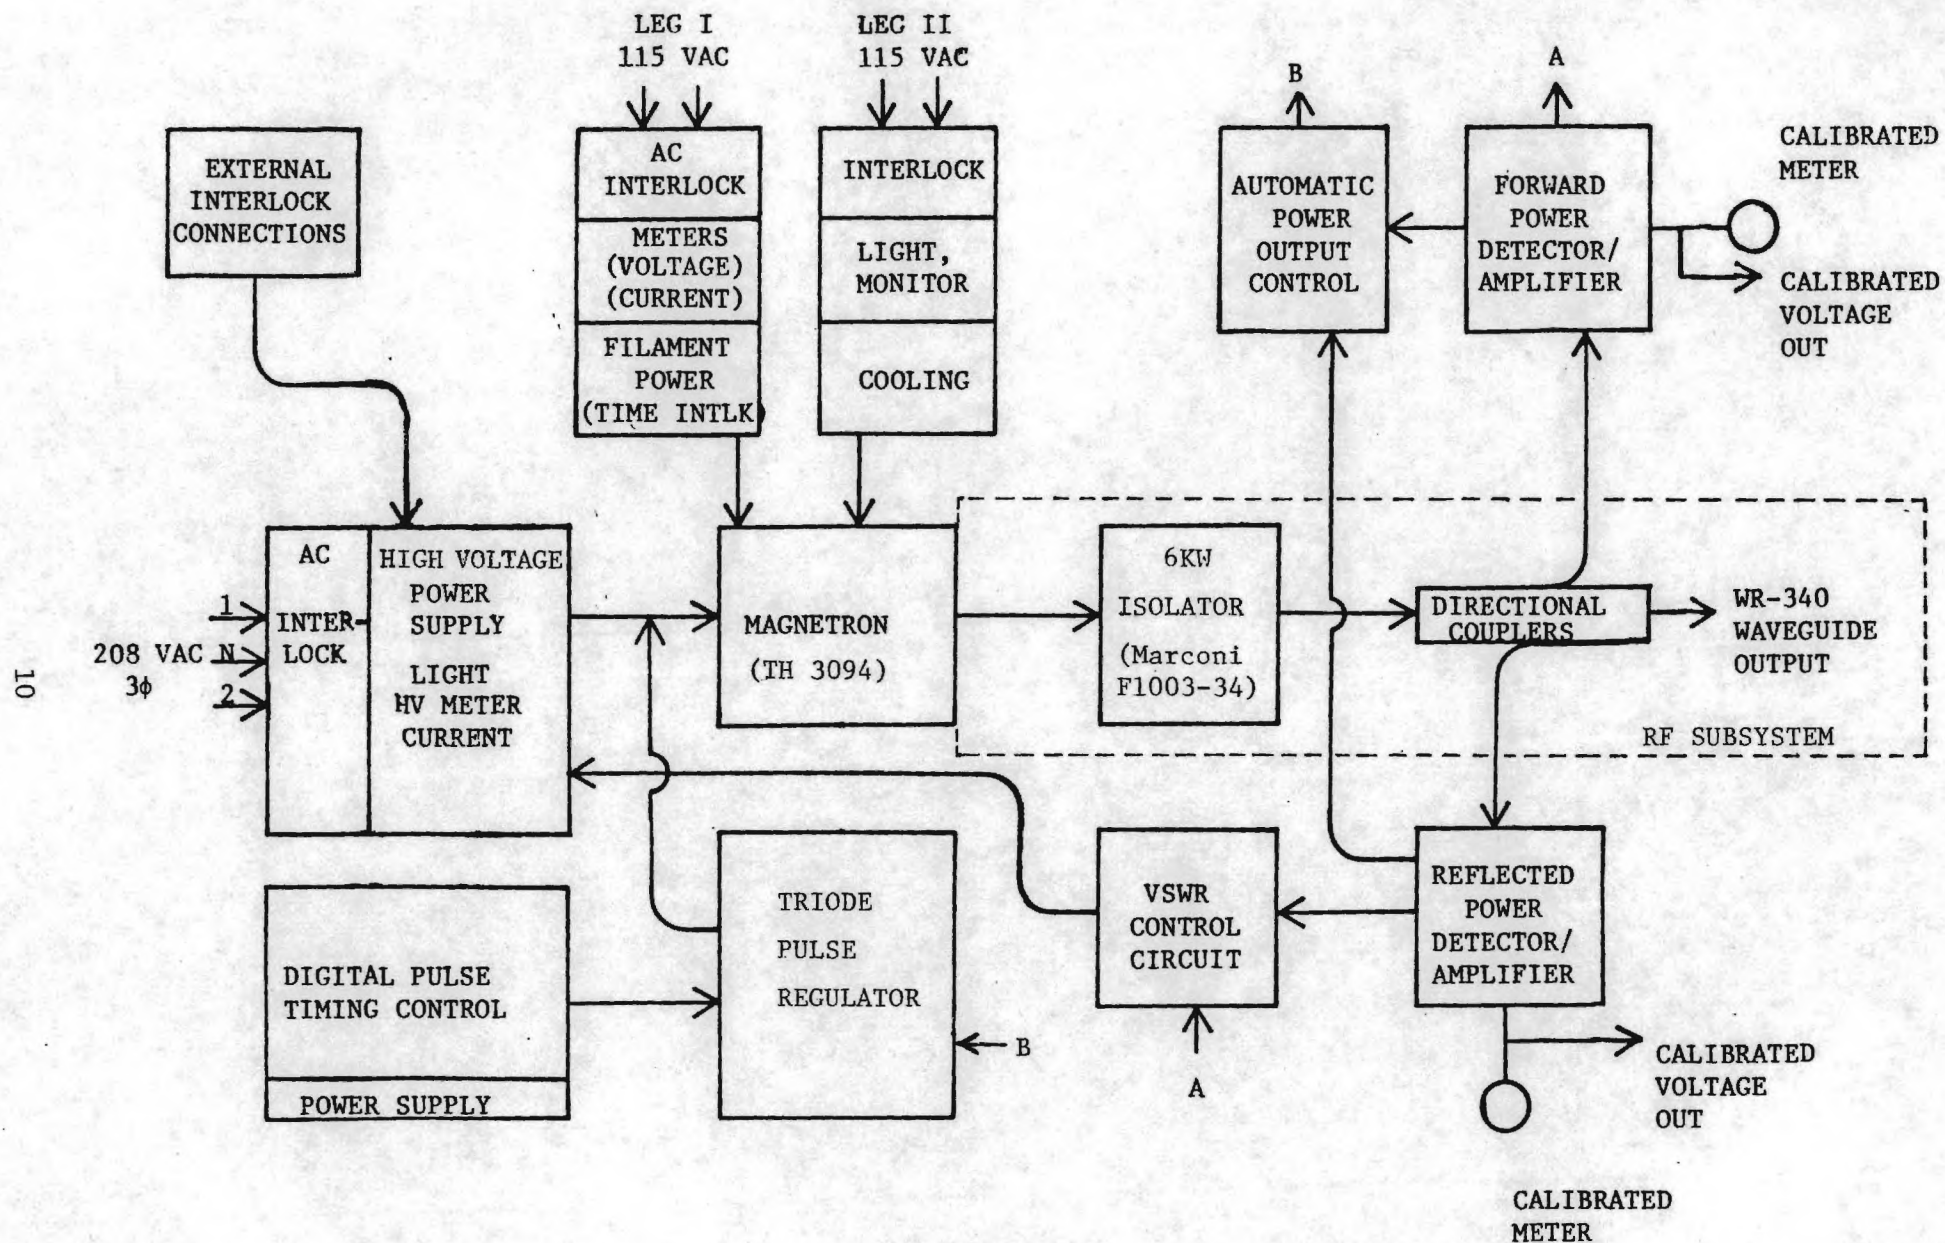 LEG I
115 VAC
LEG II
115 VAC
B
A
EXTERNAL
INTERLOCK
CONNECTIONS
AC
INTERLOCK
METERS
(VOLTAGE)
(CURRENT)
FILAMENT
POWER
(TIME INTLK)
INTERLOCK
LIGHT,
MONITOR
COOLING
AUTOMATIC
POWER
OUTPUT
CONTROL
FORWARD
POWER
DETECTOR/
AMPLIFIER
CALIBRATED
METER
CALIBRATED
VOLTAGE
OUT
1
208 VAC N
3ϕ
2
AC
INTER-
LOCK
HIGH VOLTAGE
POWER
SUPPLY
LIGHT
HV METER
CURRENT
MAGNETRON
(TH 3094)
6KW
ISOLATOR
(Marconi
F1003-34)
DIRECTIONAL
COUPLERS
WR-340
WAVEGUIDE
OUTPUT
RF SUBSYSTEM
DIGITAL PULSE
TIMING CONTROL
POWER SUPPLY
TRIODE
PULSE
REGULATOR
B
VSWR
CONTROL
CIRCUIT
A
REFLECTED
POWER
DETECTOR/
AMPLIFIER
CALIBRATED
VOLTAGE
OUT
CALIBRATED
METER
10